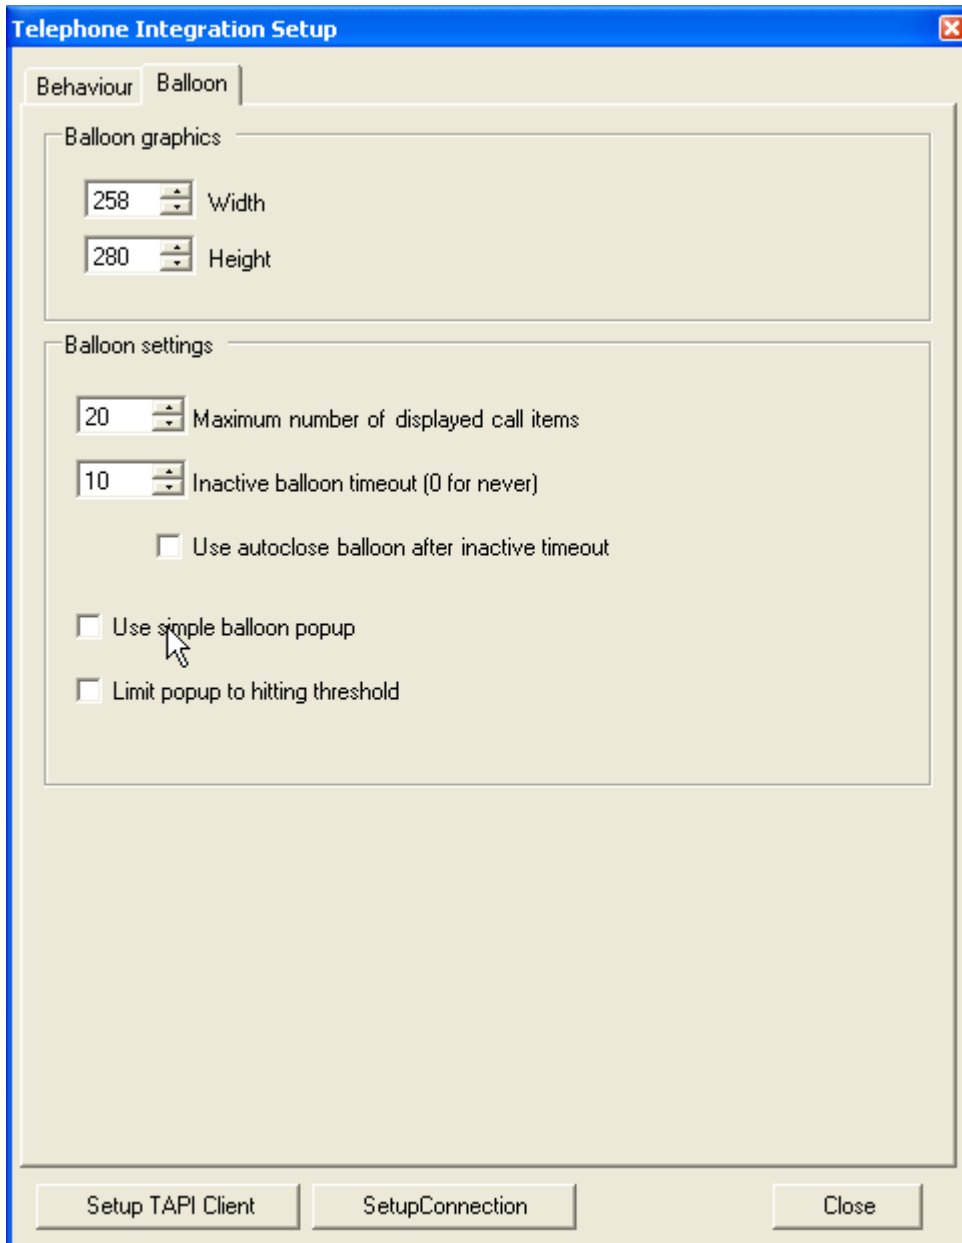 Telephone Integration Setup
Behaviour Balloon
Balloon graphics
258 Width
280 Height
Balloon settings
20 Maximum number of displayed call items
10 Inactive balloon timeout (0 for never)
Use autoclose balloon after inactive timeout
Use simple balloon popup
Limit popup to hitting threshold
Setup TAPI Client SetupConnection Close